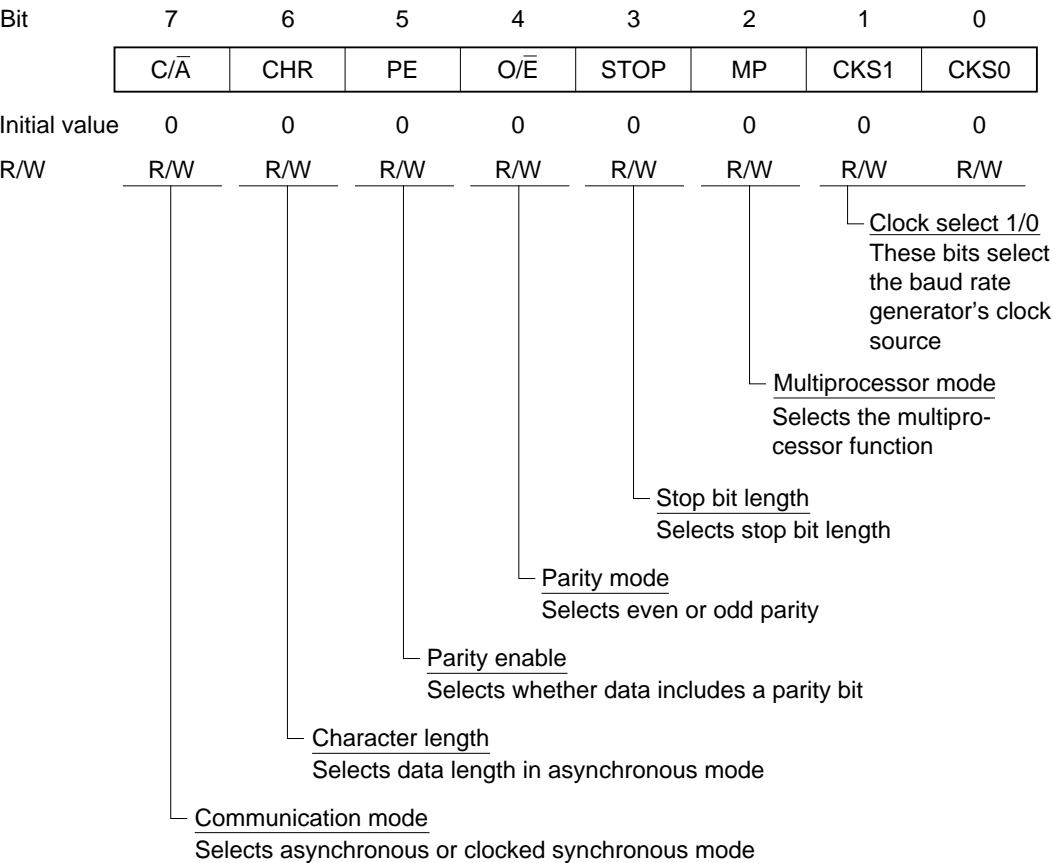 Bit 7 6 5 4 3 2 1 0
C/A̅ CHR PE O/E̅ STOP MP CKS1 CKS0
Initial value 0 0 0 0 0 0 0 0
R/W R/W R/W R/W R/W R/W R/W R/W R/W
Clock select 1/0
These bits select
the baud rate
generator’s clock
source
Multiprocessor mode
Selects the multipro-
cessor function
Stop bit length
Selects stop bit length
Parity mode
Selects even or odd parity
Parity enable
Selects whether data includes a parity bit
Character length
Selects data length in asynchronous mode
Communication mode
Selects asynchronous or clocked synchronous mode